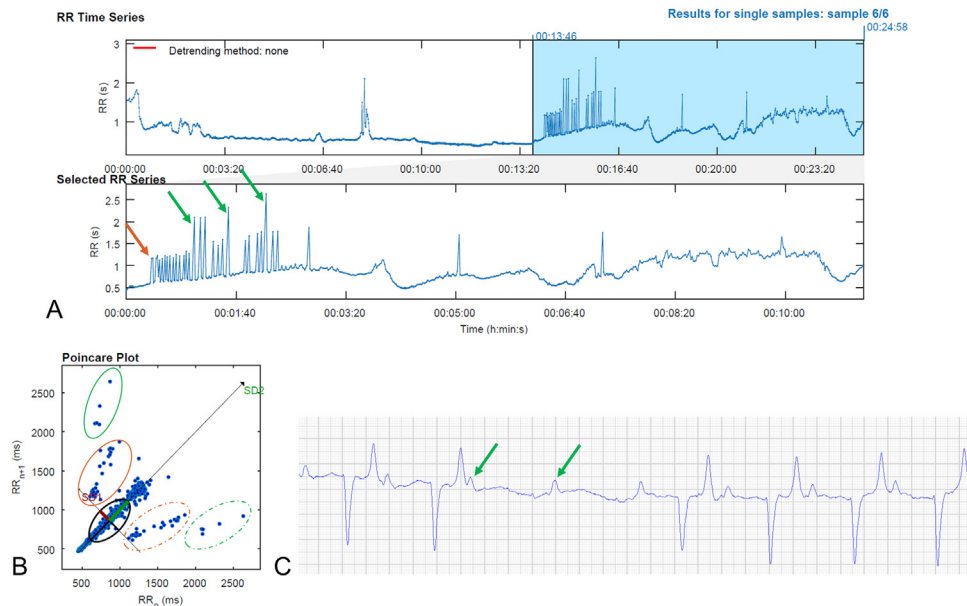 RR Time Series
Results for single samples: sample 6/6
00:24:58
00:13:46
Detrending method: none
RR (s)
3
2
1
00:00:00 00:03:20 00:06:40 00:10:00 00:13:20 00:16:40 00:20:00 00:23:20
Selected RR Series
RR (s)
2.5
2
1.5
1
0.5
00:00:00 00:01:40 00:03:20 00:05:00 00:06:40 00:08:20 00:10:00
Time (h:min:s)
A
Poincare Plot
SD2
RRn+1 (ms)
2500
2000
1500
1000
500
500 1000 1500 2000 2500
RRn (ms)
B
C